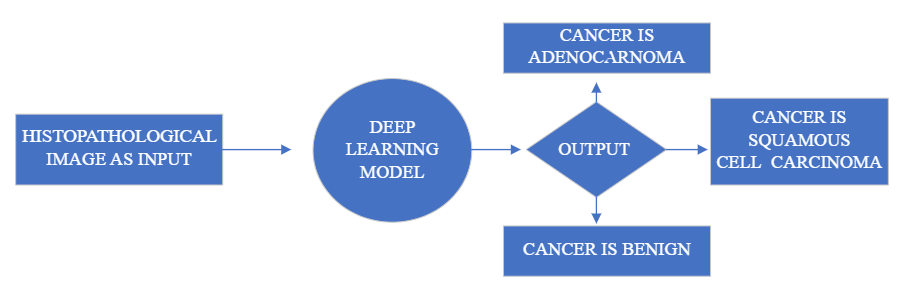 HISTOPATHOLOGICAL
IMAGE AS INPUT
DEEP
LEARNING
MODEL
OUTPUT
CANCER IS
ADENOCARNOMA
CANCER IS
SQUAMOUS
CELL CARCINOMA
CANCER IS BENIGN